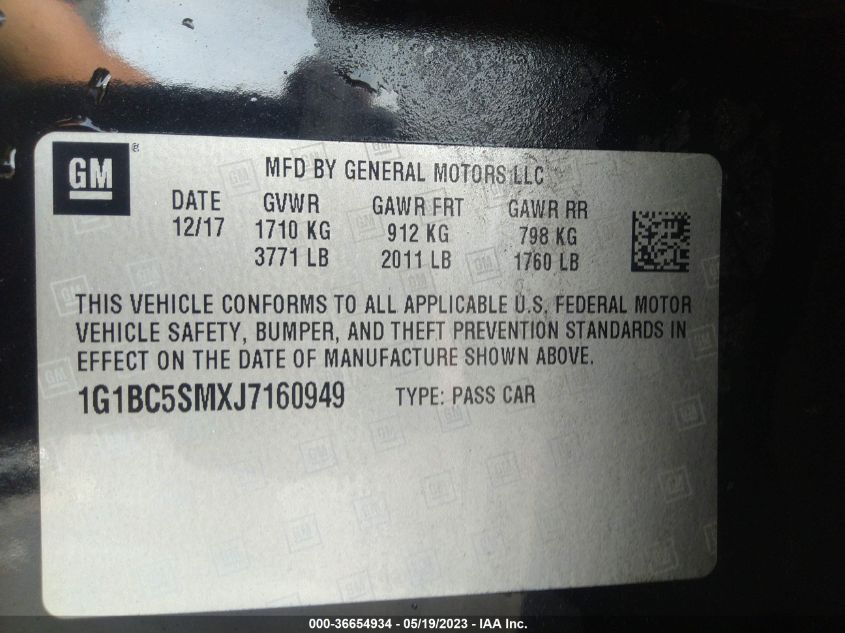 GM ®
MFD BY GENERAL MOTORS LLC
DATE GVWR GAWR FRT GAWR RR
12/17 1710 KG 912 KG 798 KG
3771 LB 2011 LB 1760 LB
THIS VEHICLE CONFORMS TO ALL APPLICABLE U.S. FEDERAL MOTOR
VEHICLE SAFETY, BUMPER, AND THEFT PREVENTION STANDARDS IN
EFFECT ON THE DATE OF MANUFACTURE SHOWN ABOVE.
1G1BC5SMXJ7160949 TYPE: PASS CAR
000-36654934 - 05/19/2023 - IAA Inc.